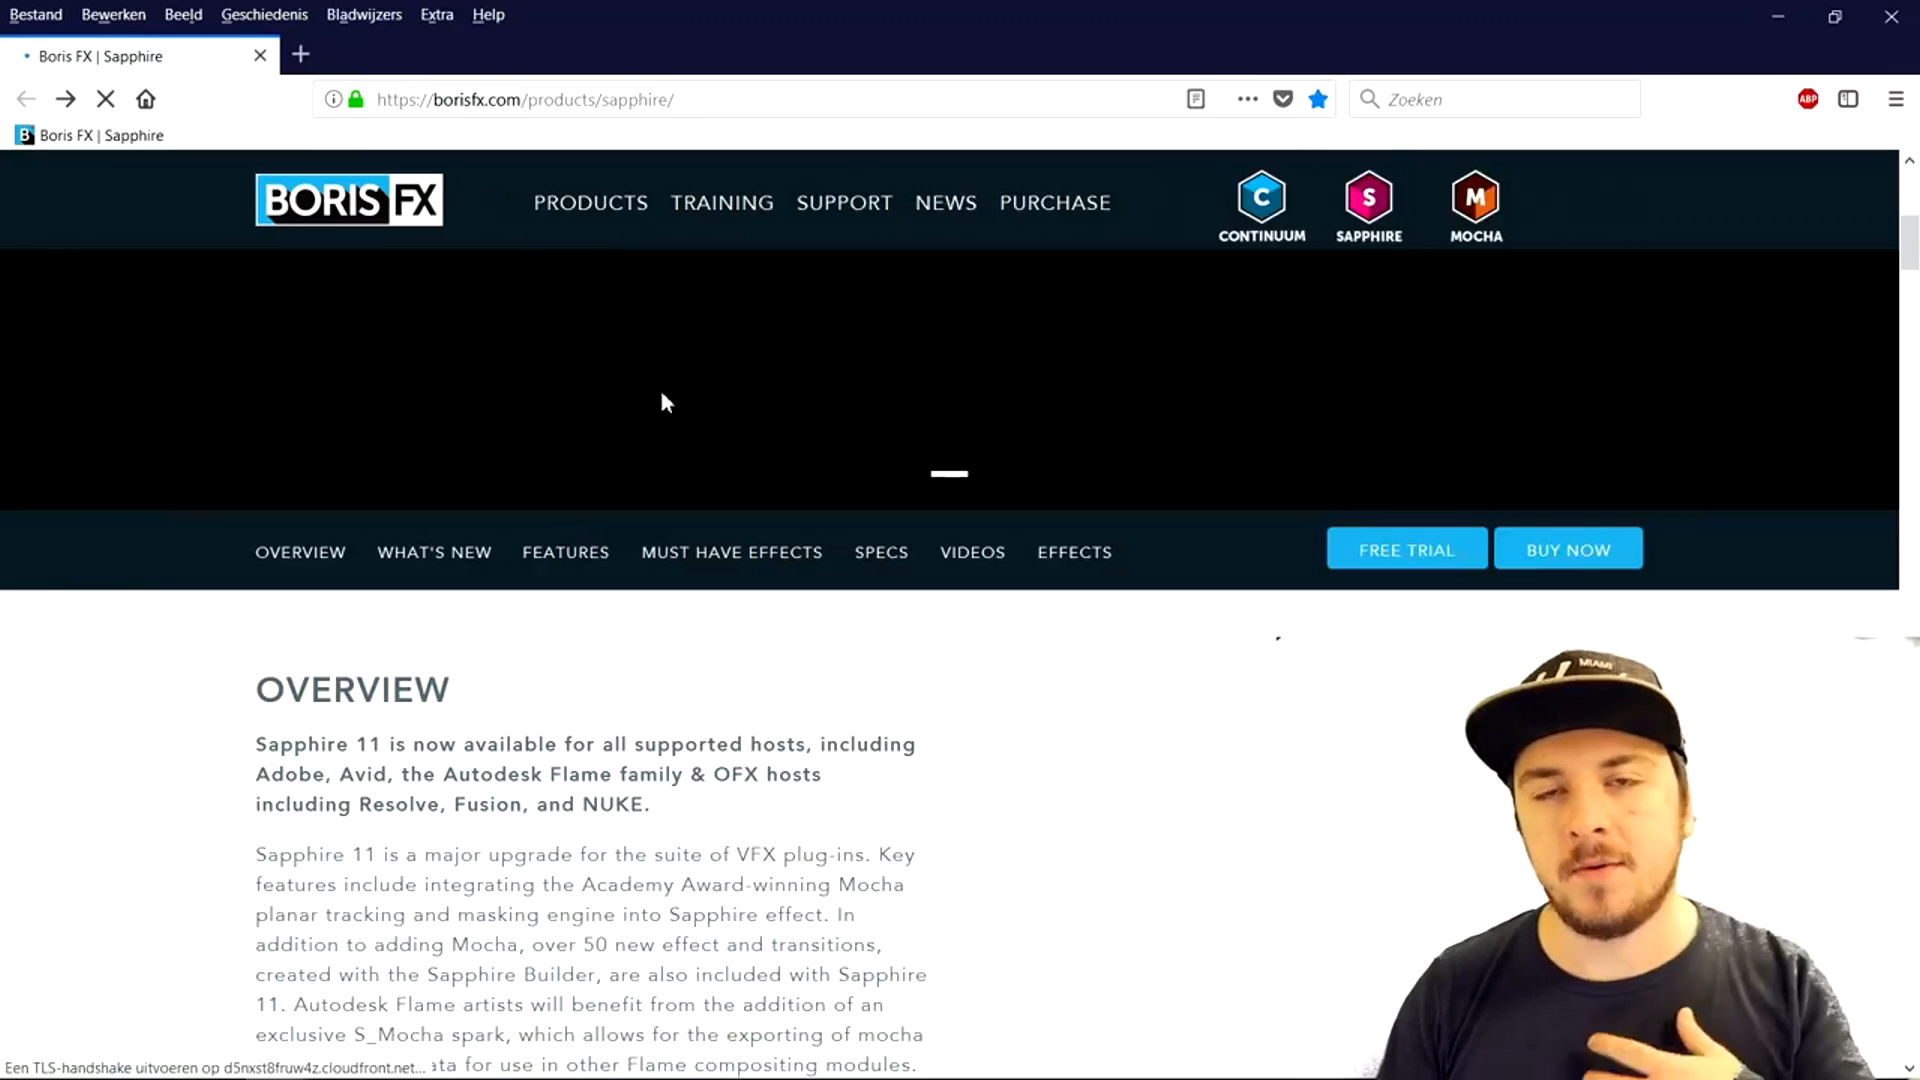 Bestand Bewerken Beeld Geschiedenis Bladwijzers Extra Help
Boris FX | Sapphire
https://borisfx.com/products/sapphire/
Zoeken
ABP
B Boris FX | Sapphire
BORIS FX
PRODUCTS TRAINING SUPPORT NEWS PURCHASE
C S M
CONTINUUM SAPPHIRE MOCHA
OVERVIEW WHAT'S NEW FEATURES MUST HAVE EFFECTS SPECS VIDEOS EFFECTS
FREE TRIAL BUY NOW
OVERVIEW
Sapphire 11 is now available for all supported hosts, including
Adobe, Avid, the Autodesk Flame family & OFX hosts
including Resolve, Fusion, and NUKE.
Sapphire 11 is a major upgrade for the suite of VFX plug-ins. Key
features include integrating the Academy Award-winning Mocha
planar tracking and masking engine into Sapphire effect. In
addition to adding Mocha, over 50 new effect and transitions,
created with the Sapphire Builder, are also included with Sapphire
11. Autodesk Flame artists will benefit from the addition of an
exclusive S_Mocha spark, which allows for the exporting of mocha
ata for use in other Flame compositing modules.
Een TLS-handshake uitvoeren op d5nxst8fruw4z.cloudfront.net...
MIAMI